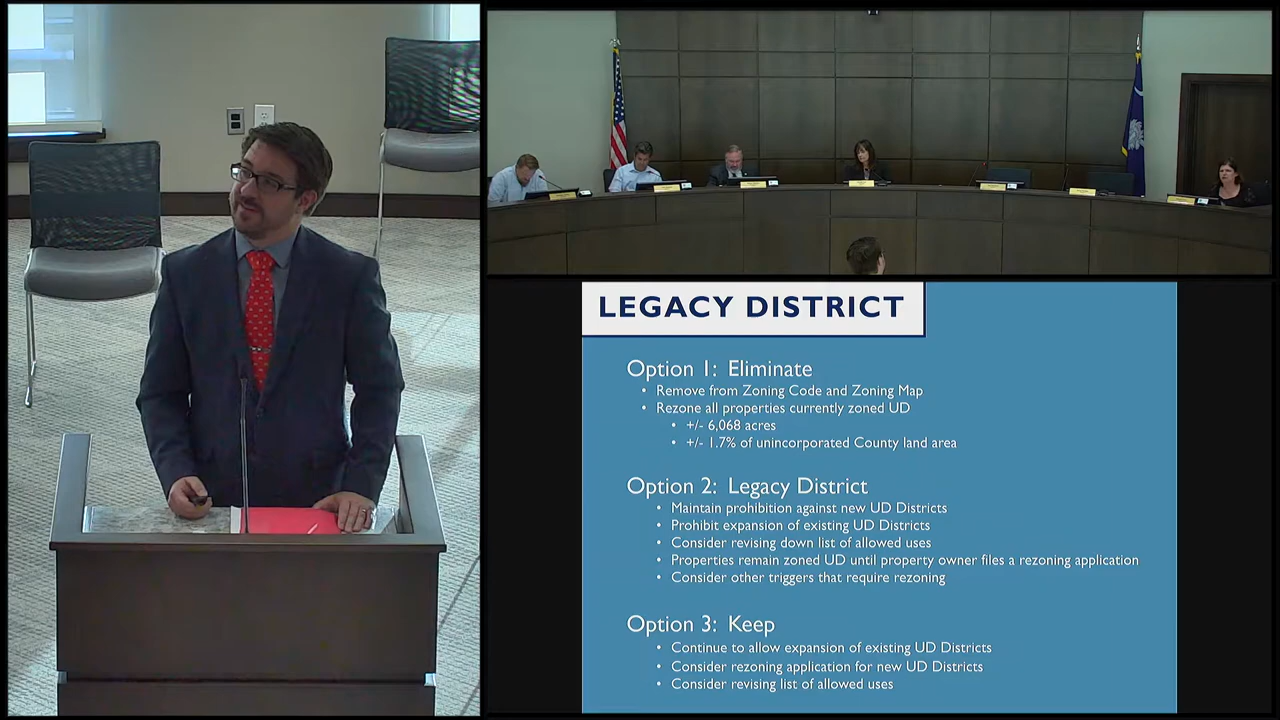 LEGACY DISTRICT
Option 1: Eliminate
• Remove from Zoning Code and Zoning Map
• Rezone all properties currently zoned UD
• +/- 6,068 acres
• +/- 1.7% of unincorporated County land area
Option 2: Legacy District
• Maintain prohibition against new UD Districts
• Prohibit expansion of existing UD Districts
• Consider revising down list of allowed uses
• Properties remain zoned UD until property owner files a rezoning application
• Consider other triggers that require rezoning
Option 3: Keep
• Continue to allow expansion of existing UD Districts
• Consider rezoning application for new UD Districts
• Consider revising list of allowed uses